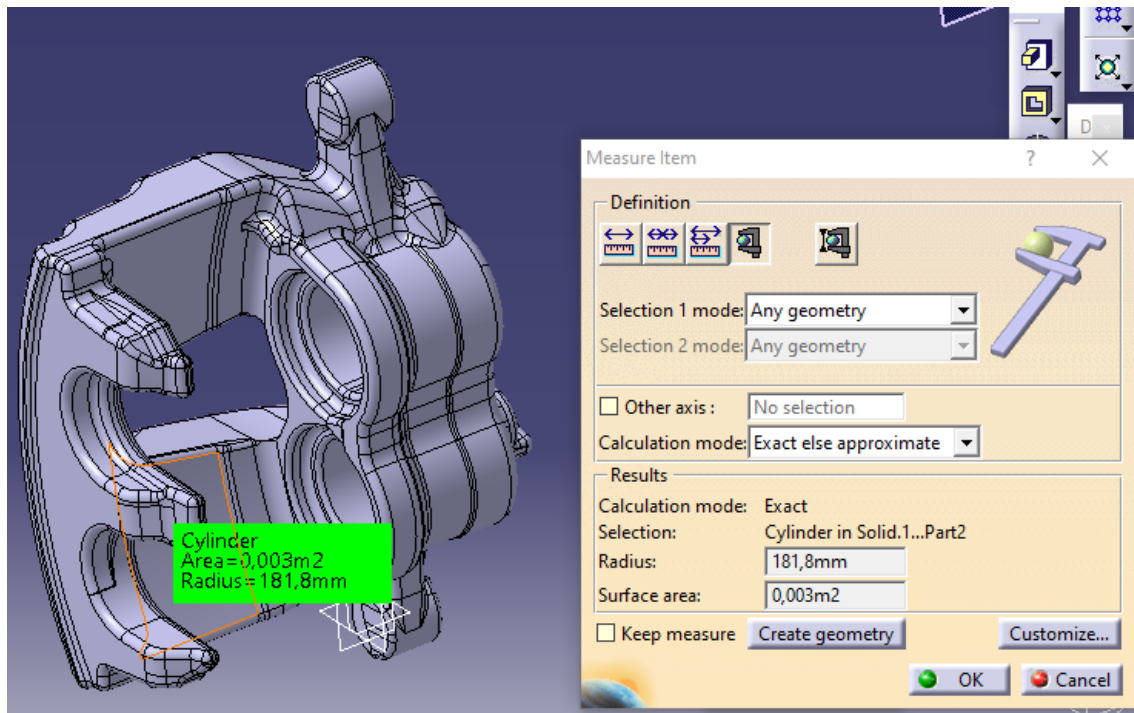 D
Measure Item
?
Definition
Selection 1 mode: Any geometry
Selection 2 mode: Any geometry
Other axis : No selection
Calculation mode: Exact else approximate
Results
Calculation mode: Exact
Selection: Cylinder in Solid.1...Part2
Radius: 181,8mm
Surface area: 0,003m2
Keep measure Create geometry Customize...
OK Cancel
Cylinder
Area=0,003m2
Radius=181,8mm